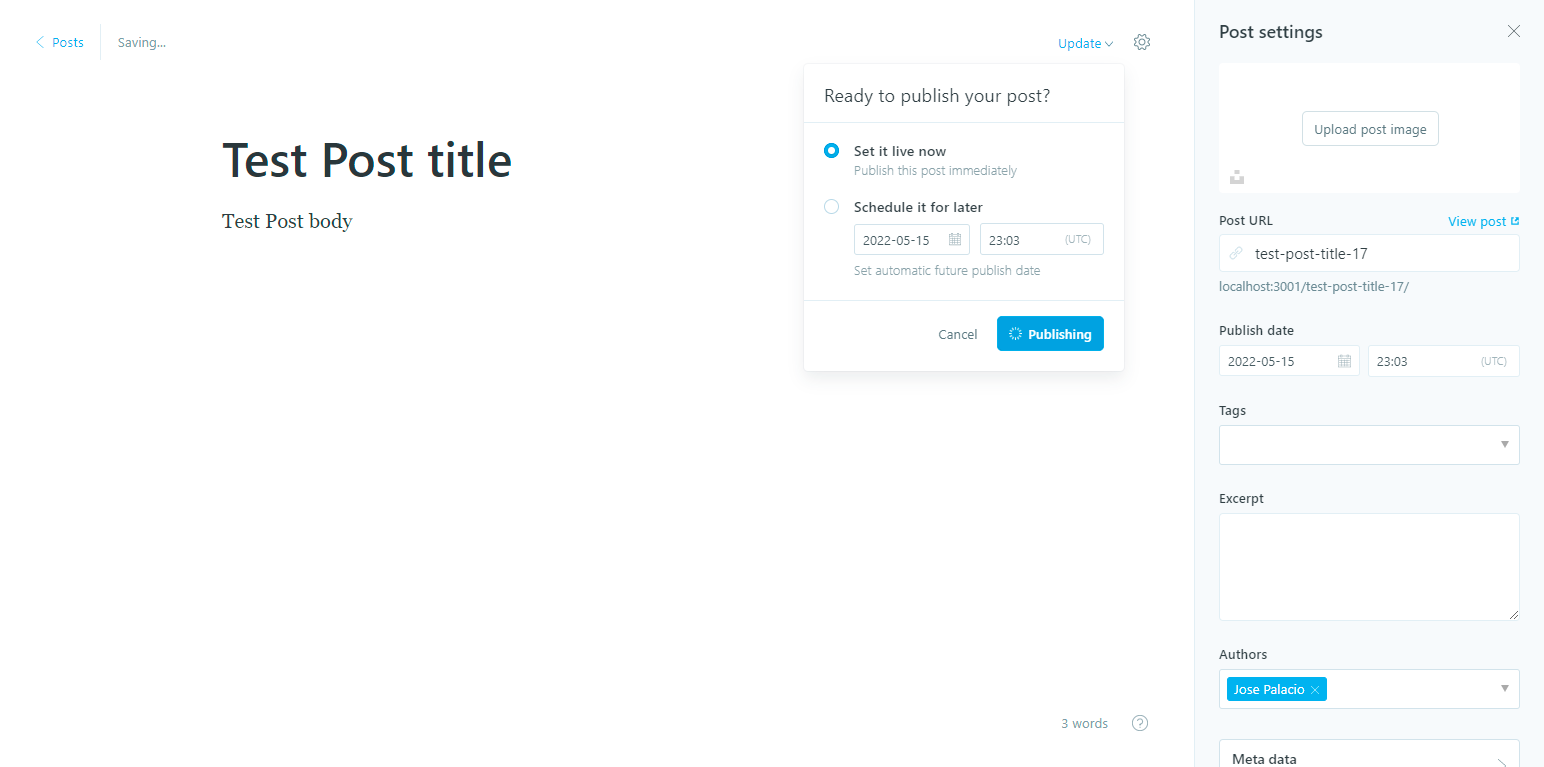 Posts
Saving...
Update
Ready to publish your post?
Set it live now
Publish this post immediately
Schedule it for later
2022-05-15
23:03 (UTC)
Set automatic future publish date
Cancel
Publishing
Test Post title
Test Post body
3 words
?
Post settings
Upload post image
Post URL
View post
test-post-title-17
localhost:3001/test-post-title-17/
Publish date
2022-05-15
23:03 (UTC)
Tags
Excerpt
Authors
Jose Palacio
Meta data